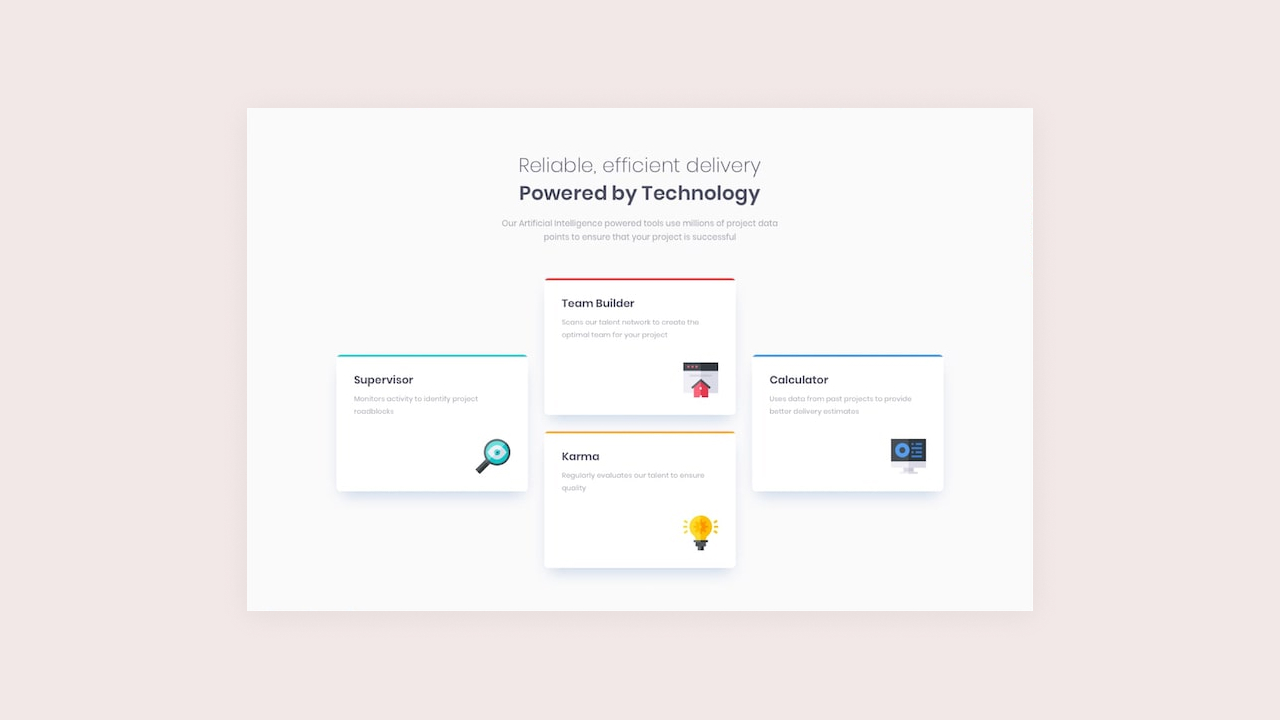 Reliable, efficient delivery
Powered by Technology
Our Artificial Intelligence powered tools use millions of project data
points to ensure that your project is successful
Team Builder
Scans our talent network to create the
optimal team for your project
Supervisor
Monitors activity to identify project
roadblocks
Calculator
Uses data from past projects to provide
better delivery estimates
Karma
Regularly evaluates our talent to ensure
quality